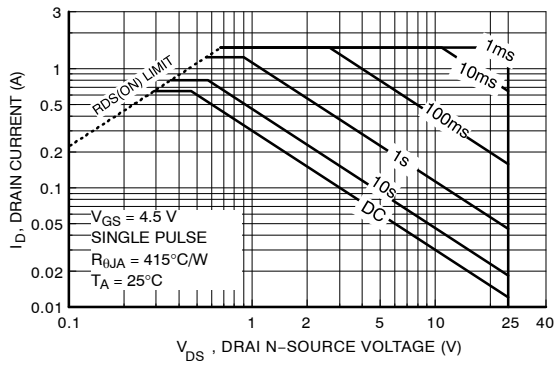 3
1
0.5
0.2
0.1
0.05
0.02
0.01
I_D, DRAIN CURRENT (A)
RDS(ON) LIMIT
1ms
10ms
100ms
1s
10s
DC
V_GS = 4.5 V
SINGLE PULSE
R_θJA = 415°C/W
T_A = 25°C
0.1 1 2 5 10 25 40
V_DS , DRAI N−SOURCE VOLTAGE (V)